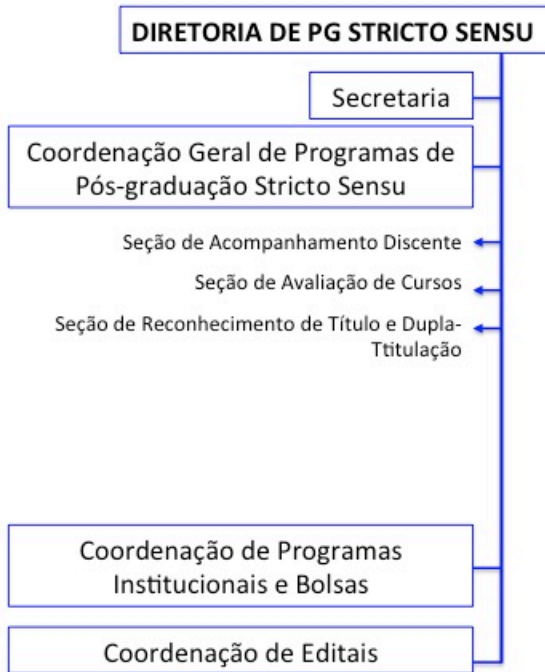 DIRETORIA DE PG STRICTO SENSU
Secretaria
Coordenação Geral de Programas de
Pós-graduação Stricto Sensu
Seção de Acompanhamento Discente
Seção de Avaliação de Cursos
Seção de Reconhecimento de Título e Dupla-
Ttitulação
Coordenação de Programas
Institucionais e Bolsas
Coordenação de Editais